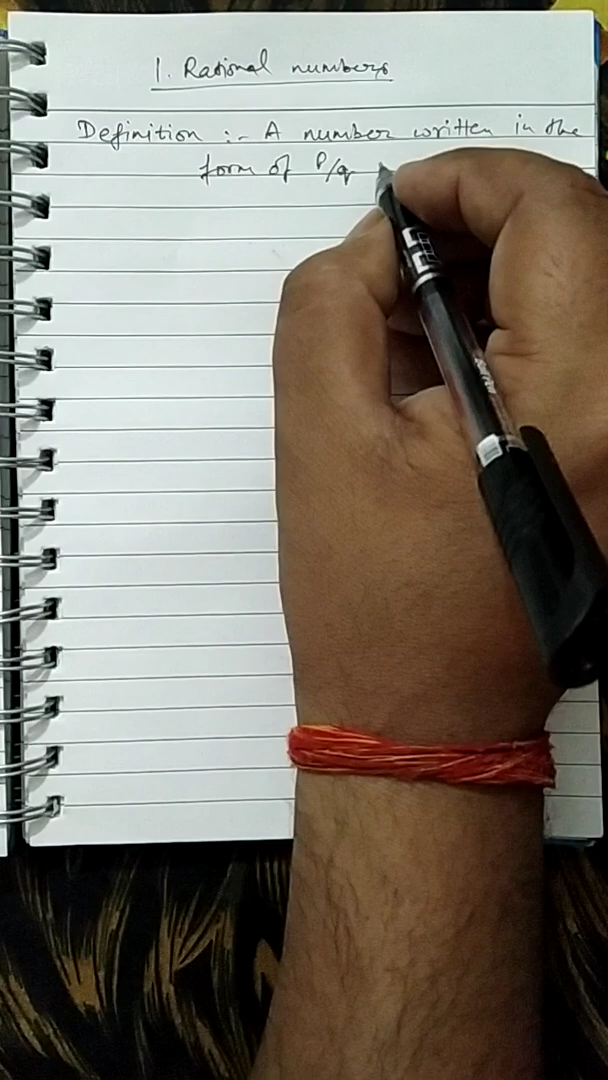 1. Rational numbers
Definition :- A number written in the
form of P/q